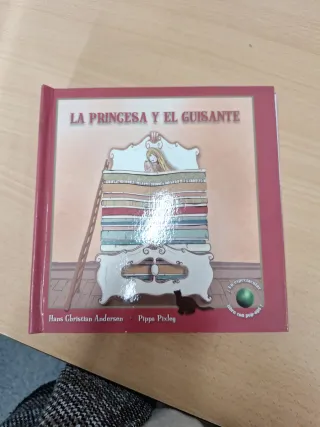 LA PRINCESA Y EL GUISANTE
Hans Christian Andersen · Pippa Pixley